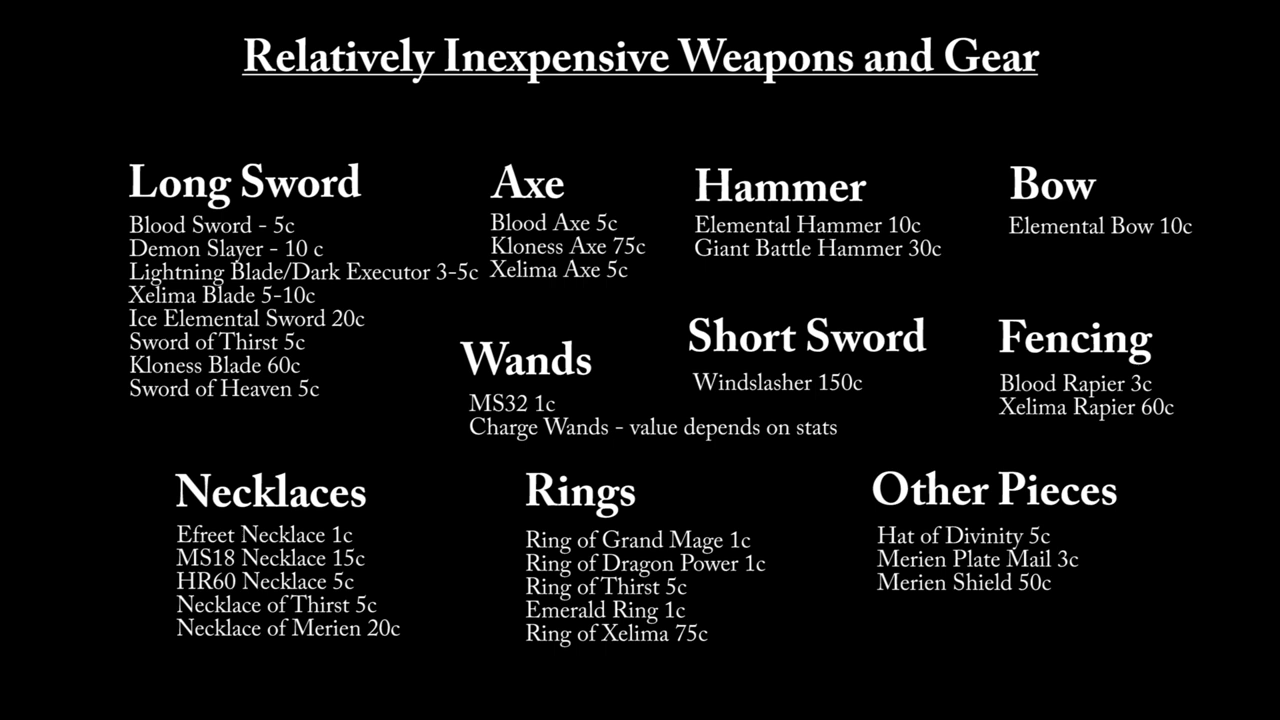 Relatively Inexpensive Weapons and Gear
Long Sword
Blood Sword - 5c
Demon Slayer - 10 c
Lightning Blade/Dark Executor 3-5c
Xelima Blade 5-10c
Ice Elemental Sword 20c
Sword of Thirst 5c
Kloness Blade 60c
Sword of Heaven 5c
Axe
Blood Axe 5c
Kloness Axe 75c
Xelima Axe 5c
Hammer
Elemental Hammer 10c
Giant Battle Hammer 30c
Bow
Elemental Bow 10c
Wands
MS32 1c
Charge Wands - value depends on stats
Short Sword
Windslasher 150c
Fencing
Blood Rapier 3c
Xelima Rapier 60c
Necklaces
Efreet Necklace 1c
MS18 Necklace 15c
HR60 Necklace 5c
Necklace of Thirst 5c
Necklace of Merien 20c
Rings
Ring of Grand Mage 1c
Ring of Dragon Power 1c
Ring of Thirst 5c
Emerald Ring 1c
Ring of Xelima 75c
Other Pieces
Hat of Divinity 5c
Merien Plate Mail 3c
Merien Shield 50c